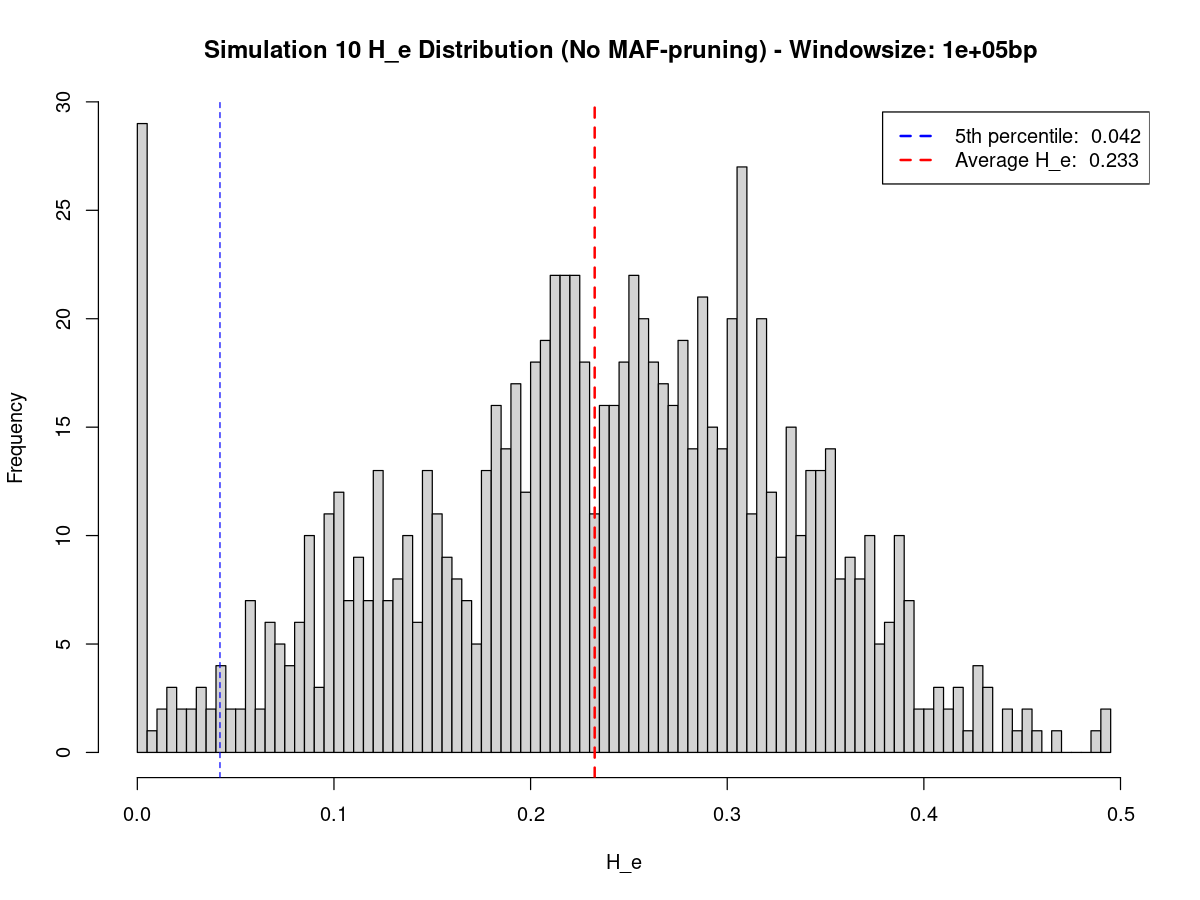 Simulation 10 H_e Distribution (No MAF-pruning) - Windowsize: 1e+05bp
5th percentile: 0.042
Average H_e: 0.233
Frequency
30
25
20
15
10
5
0
0.0 0.1 0.2 0.3 0.4 0.5
H_e